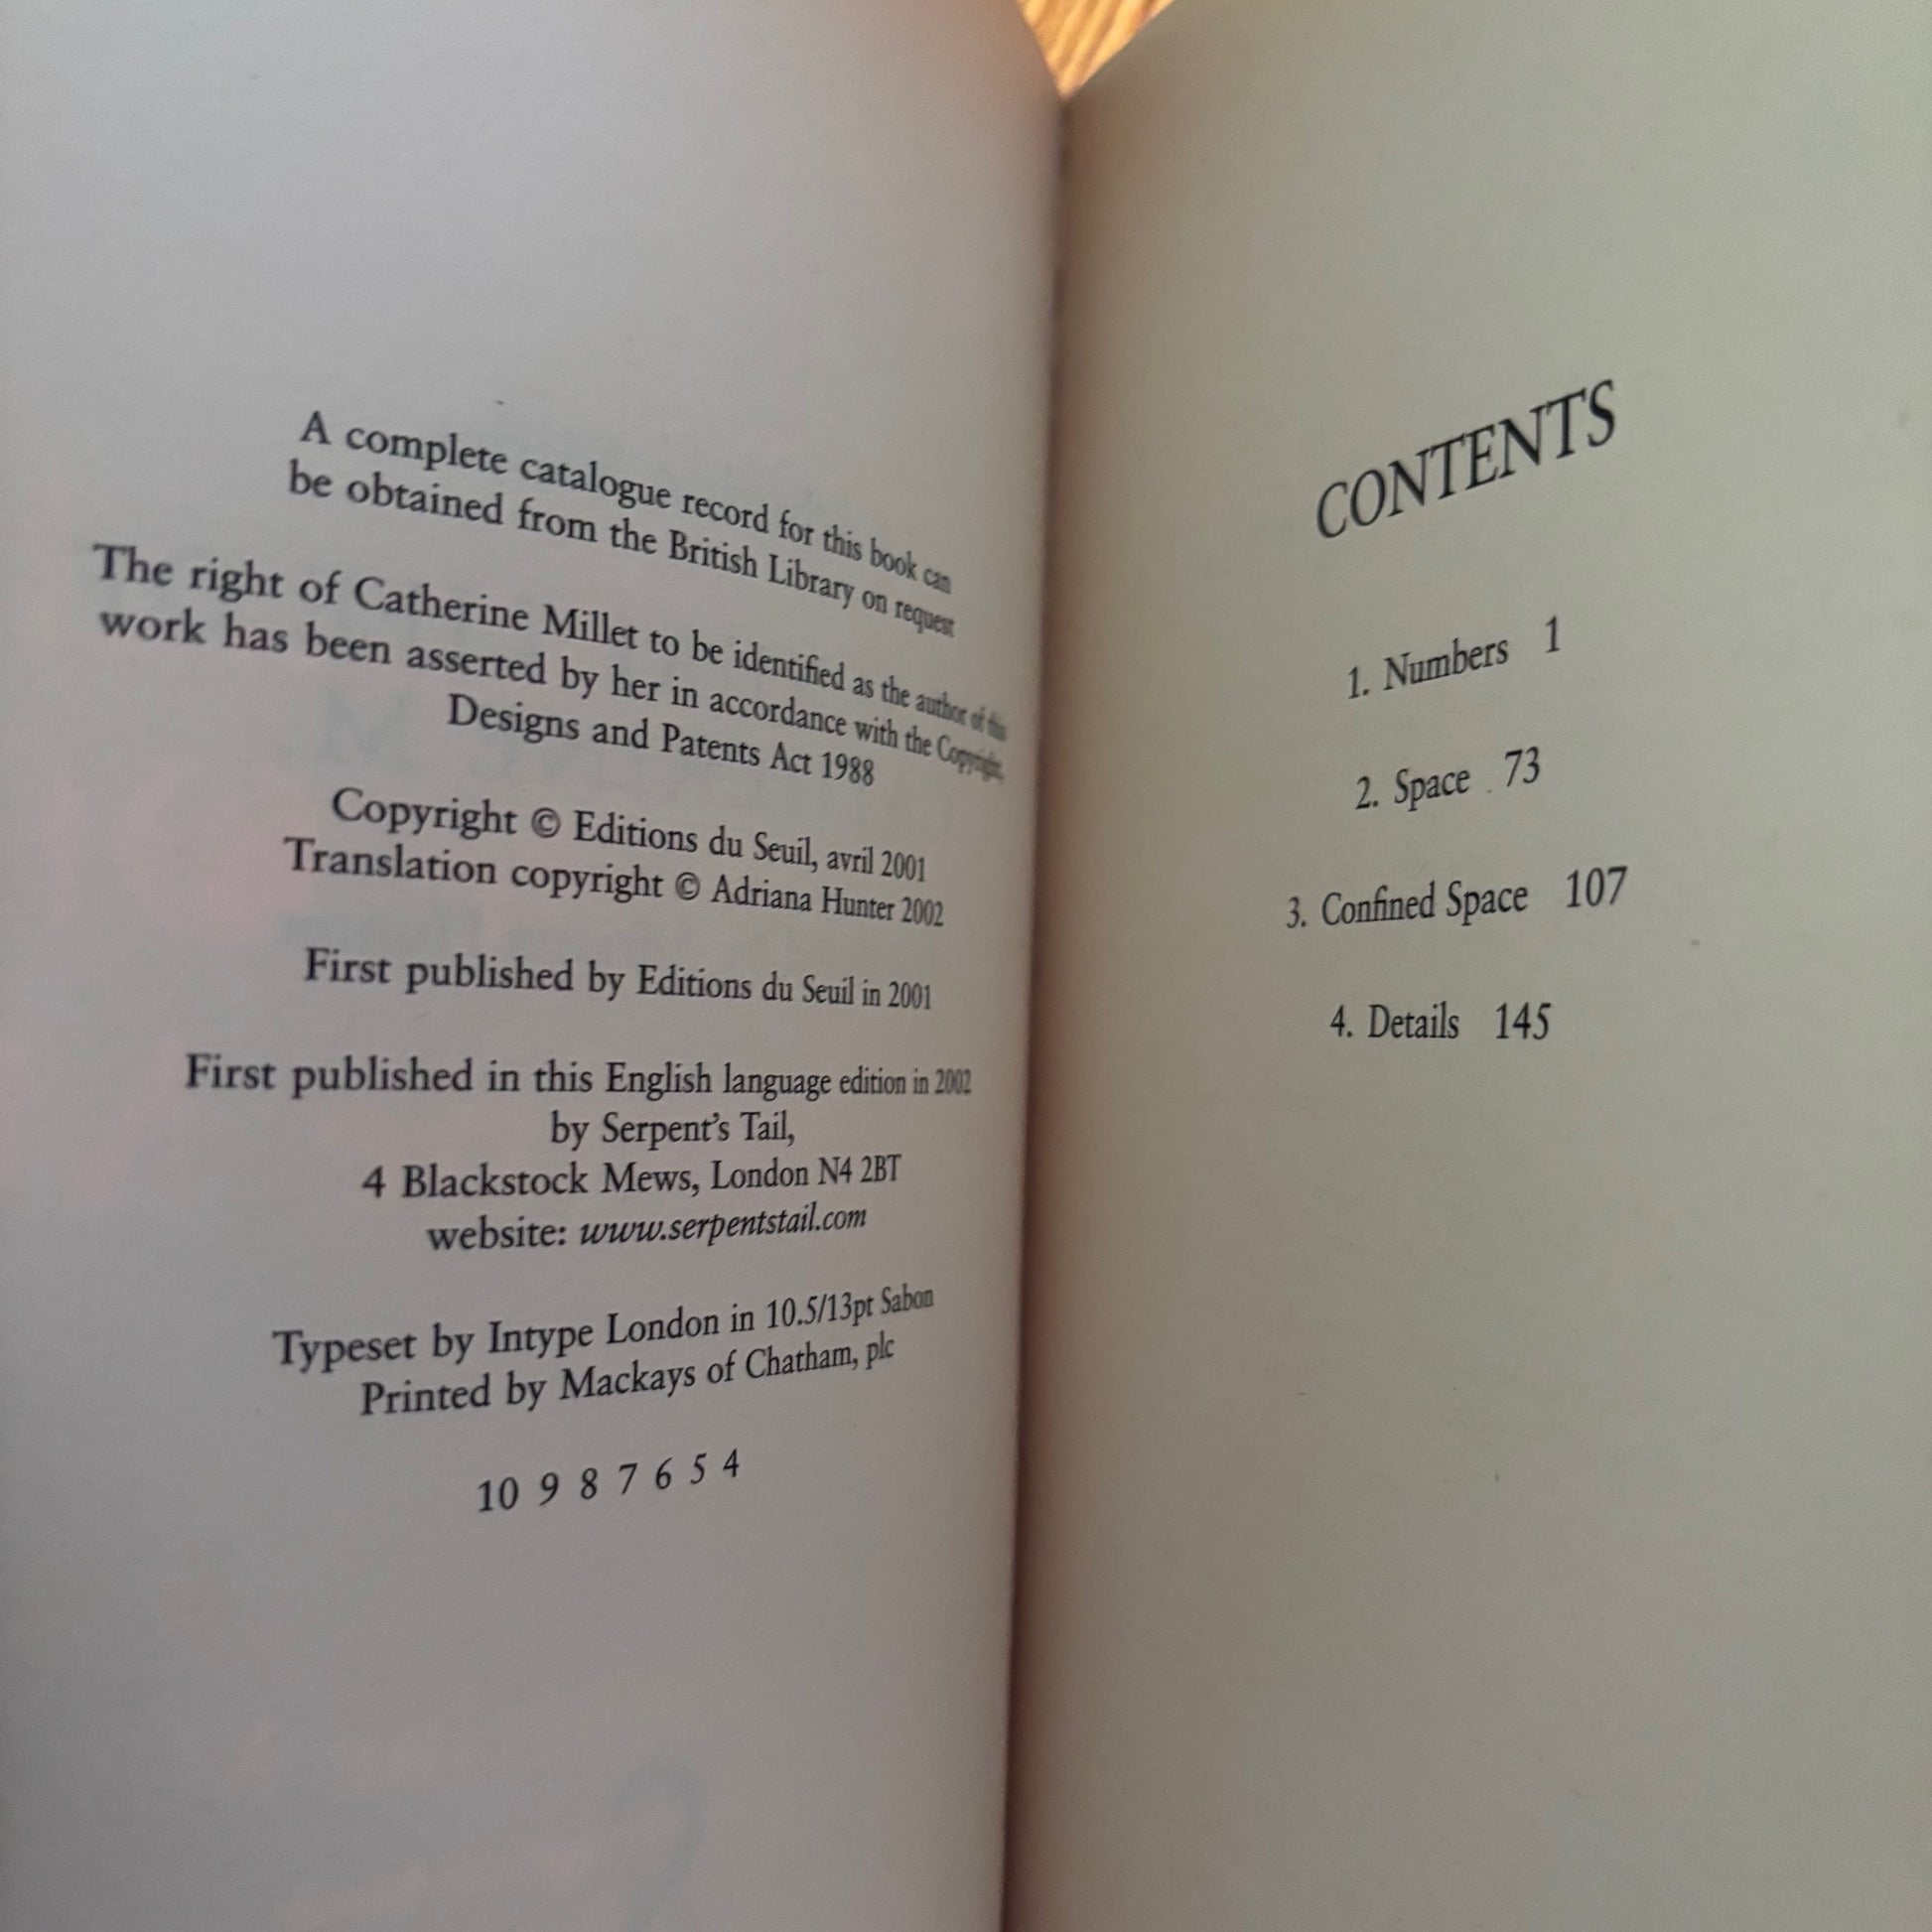 A complete catalogue record for this book can
be obtained from the British Library on request
The right of Catherine Millet to be identified as the author of this
work has been asserted by her in accordance with the Copyright,
Designs and Patents Act 1988
Copyright © Editions du Seuil, avril 2001
Translation copyright © Adriana Hunter 2002
First published by Editions du Seuil in 2001
First published in this English language edition in 2002
by Serpent's Tail,
4 Blackstock Mews, London N4 2BT
website: www.serpentstail.com
Typeset by Intype London in 10.5/13pt Sabon
Printed by Mackays of Chatham, plc
10 9 8 7 6 5 4
CONTENTS
1. Numbers 1
2. Space 73
3. Confined Space 107
4. Details 145